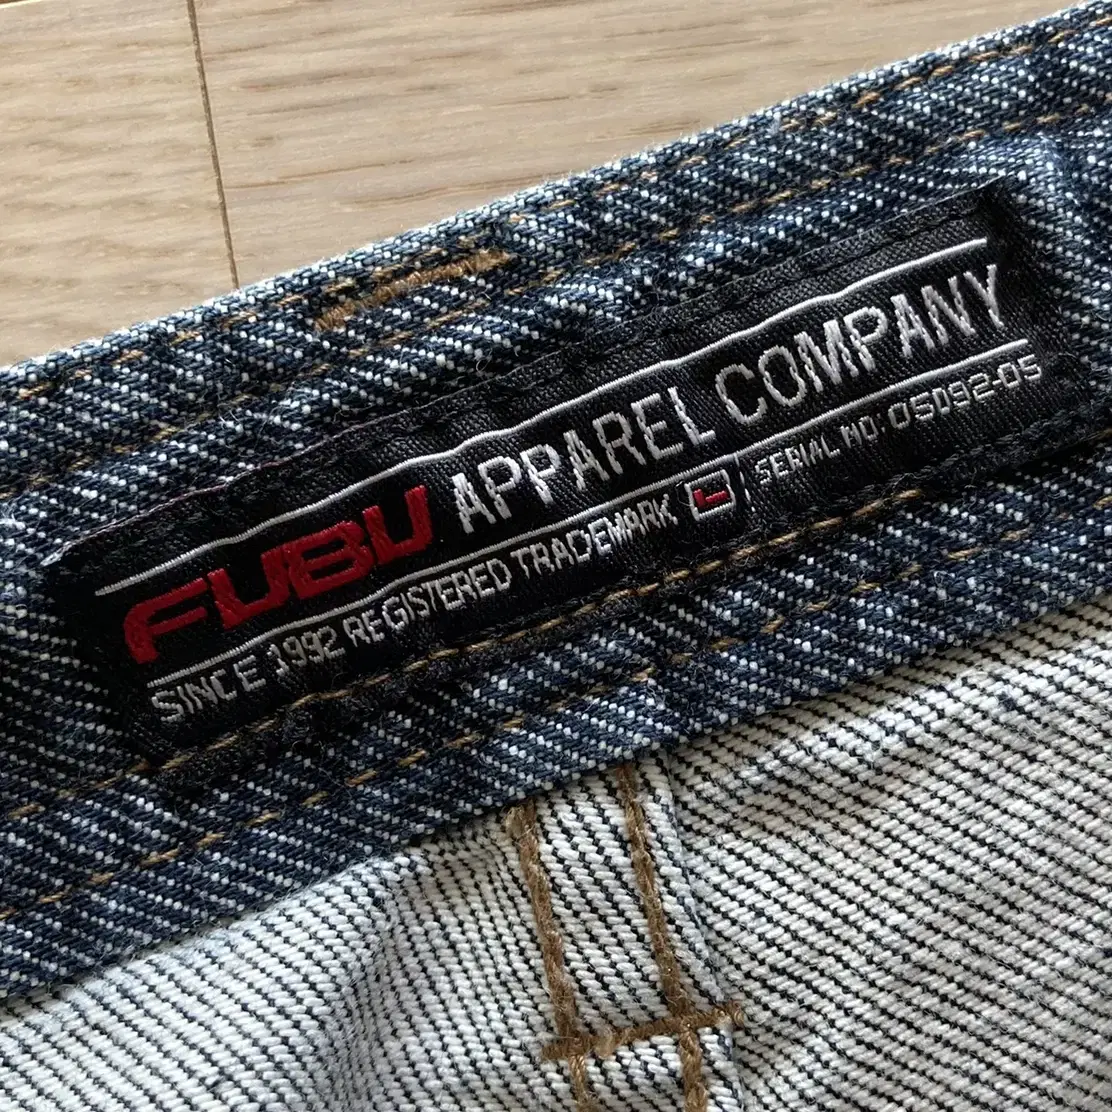 FUBU APPAREL COMPANY
SINCE 1992 REGISTERED TRADEMARK / SERIAL NO: 05092-05